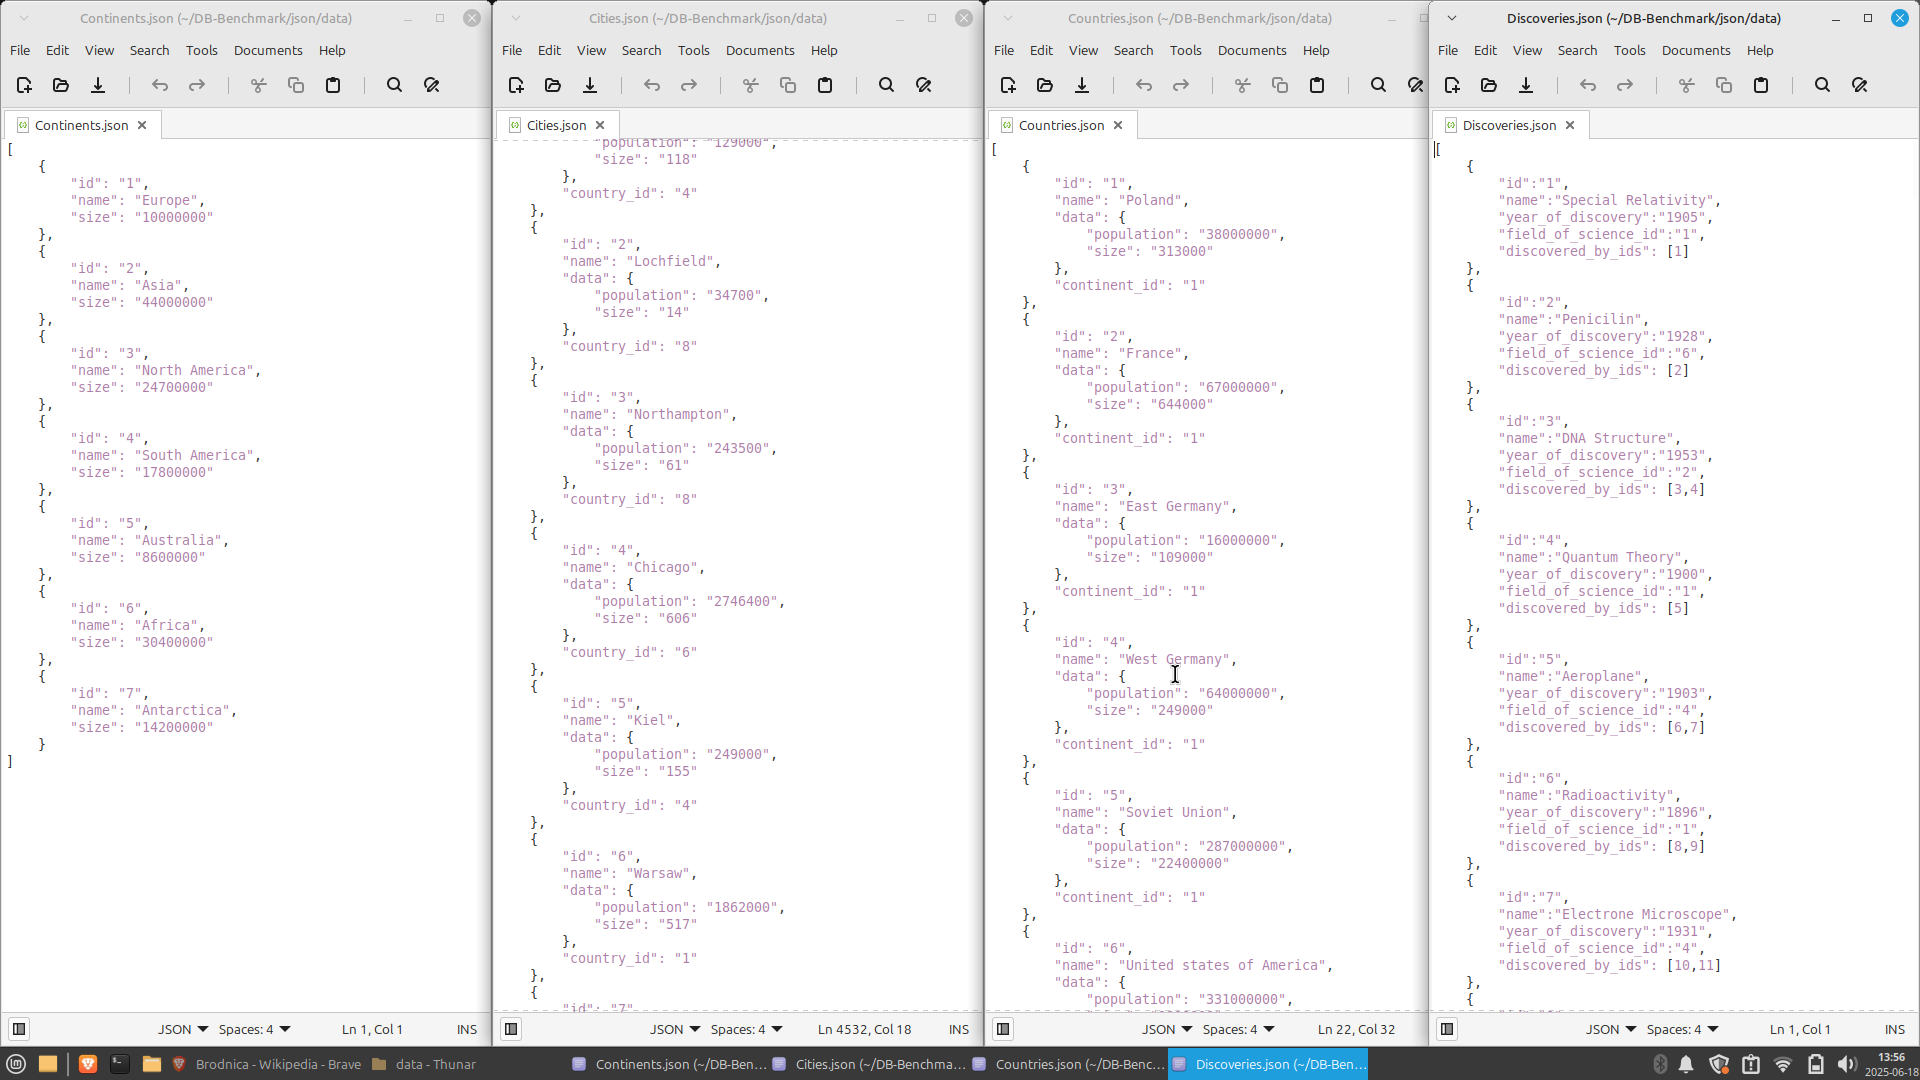 Continents.json (~/DB-Benchmark/json/data)
File Edit View Search Tools Documents Help
Continents.json
[
    {
        "id": "1",
        "name": "Europe",
        "size": "10000000"
    },
    {
        "id": "2",
        "name": "Asia",
        "size": "44000000"
    },
    {
        "id": "3",
        "name": "North America",
        "size": "24700000"
    },
    {
        "id": "4",
        "name": "South America",
        "size": "17800000"
    },
    {
        "id": "5",
        "name": "Australia",
        "size": "8600000"
    },
    {
        "id": "6",
        "name": "Africa",
        "size": "30400000"
    },
    {
        "id": "7",
        "name": "Antarctica",
        "size": "14200000"
    }
]
JSON Spaces: 4 Ln 1, Col 1 INS
Cities.json (~/DB-Benchmark/json/data)
File Edit View Search Tools Documents Help
Cities.json
            "population": "129000",
            "size": "118"
        },
        "country_id": "4"
    },
    {
        "id": "2",
        "name": "Lochfield",
        "data": {
            "population": "34700",
            "size": "14"
        },
        "country_id": "8"
    },
    {
        "id": "3",
        "name": "Northampton",
        "data": {
            "population": "243500",
            "size": "61"
        },
        "country_id": "8"
    },
    {
        "id": "4",
        "name": "Chicago",
        "data": {
            "population": "2746400",
            "size": "606"
        },
        "country_id": "6"
    },
    {
        "id": "5",
        "name": "Kiel",
        "data": {
            "population": "249000",
            "size": "155"
        },
        "country_id": "4"
    },
    {
        "id": "6",
        "name": "Warsaw",
        "data": {
            "population": "1862000",
            "size": "517"
        },
        "country_id": "1"
    },
    {
        "id": "7",
JSON Spaces: 4 Ln 4532, Col 18 INS
Countries.json (~/DB-Benchmark/json/data)
File Edit View Search Tools Documents Help
Countries.json
[
    {
        "id": "1",
        "name": "Poland",
        "data": {
            "population": "38000000",
            "size": "313000"
        },
        "continent_id": "1"
    },
    {
        "id": "2",
        "name": "France",
        "data": {
            "population": "67000000",
            "size": "644000"
        },
        "continent_id": "1"
    },
    {
        "id": "3",
        "name": "East Germany",
        "data": {
            "population": "16000000",
            "size": "109000"
        },
        "continent_id": "1"
    },
    {
        "id": "4",
        "name": "West Germany",
        "data": {
            "population": "64000000",
            "size": "249000"
        },
        "continent_id": "1"
    },
    {
        "id": "5",
        "name": "Soviet Union",
        "data": {
            "population": "287000000",
            "size": "22400000"
        },
        "continent_id": "1"
    },
    {
        "id": "6",
        "name": "United states of America",
        "data": {
            "population": "331000000",
JSON Spaces: 4 Ln 22, Col 32
Discoveries.json (~/DB-Benchmark/json/data)
File Edit View Search Tools Documents Help
Discoveries.json
[
    {
        "id":"1",
        "name":"Special Relativity",
        "year_of_discovery":"1905",
        "field_of_science_id":"1",
        "discovered_by_ids": [1]
    },
    {
        "id":"2",
        "name":"Penicilin",
        "year_of_discovery":"1928",
        "field_of_science_id":"6",
        "discovered_by_ids": [2]
    },
    {
        "id":"3",
        "name":"DNA Structure",
        "year_of_discovery":"1953",
        "field_of_science_id":"2",
        "discovered_by_ids": [3,4]
    },
    {
        "id":"4",
        "name":"Quantum Theory",
        "year_of_discovery":"1900",
        "field_of_science_id":"1",
        "discovered_by_ids": [5]
    },
    {
        "id":"5",
        "name":"Aeroplane",
        "year_of_discovery":"1903",
        "field_of_science_id":"4",
        "discovered_by_ids": [6,7]
    },
    {
        "id":"6",
        "name":"Radioactivity",
        "year_of_discovery":"1896",
        "field_of_science_id":"1",
        "discovered_by_ids": [8,9]
    },
    {
        "id":"7",
        "name":"Electrone Microscope",
        "year_of_discovery":"1931",
        "field_of_science_id":"4",
        "discovered_by_ids": [10,11]
    },
    {
JSON Spaces: 4 Ln 1, Col 1 INS
Brodnica - Wikipedia - Brave
data - Thunar
Continents.json (~/DB-Ben...
Cities.json (~/DB-Benchma...
Countries.json (~/DB-Benc...
Discoveries.json (~/DB-Ben...
13:56
2025-06-18